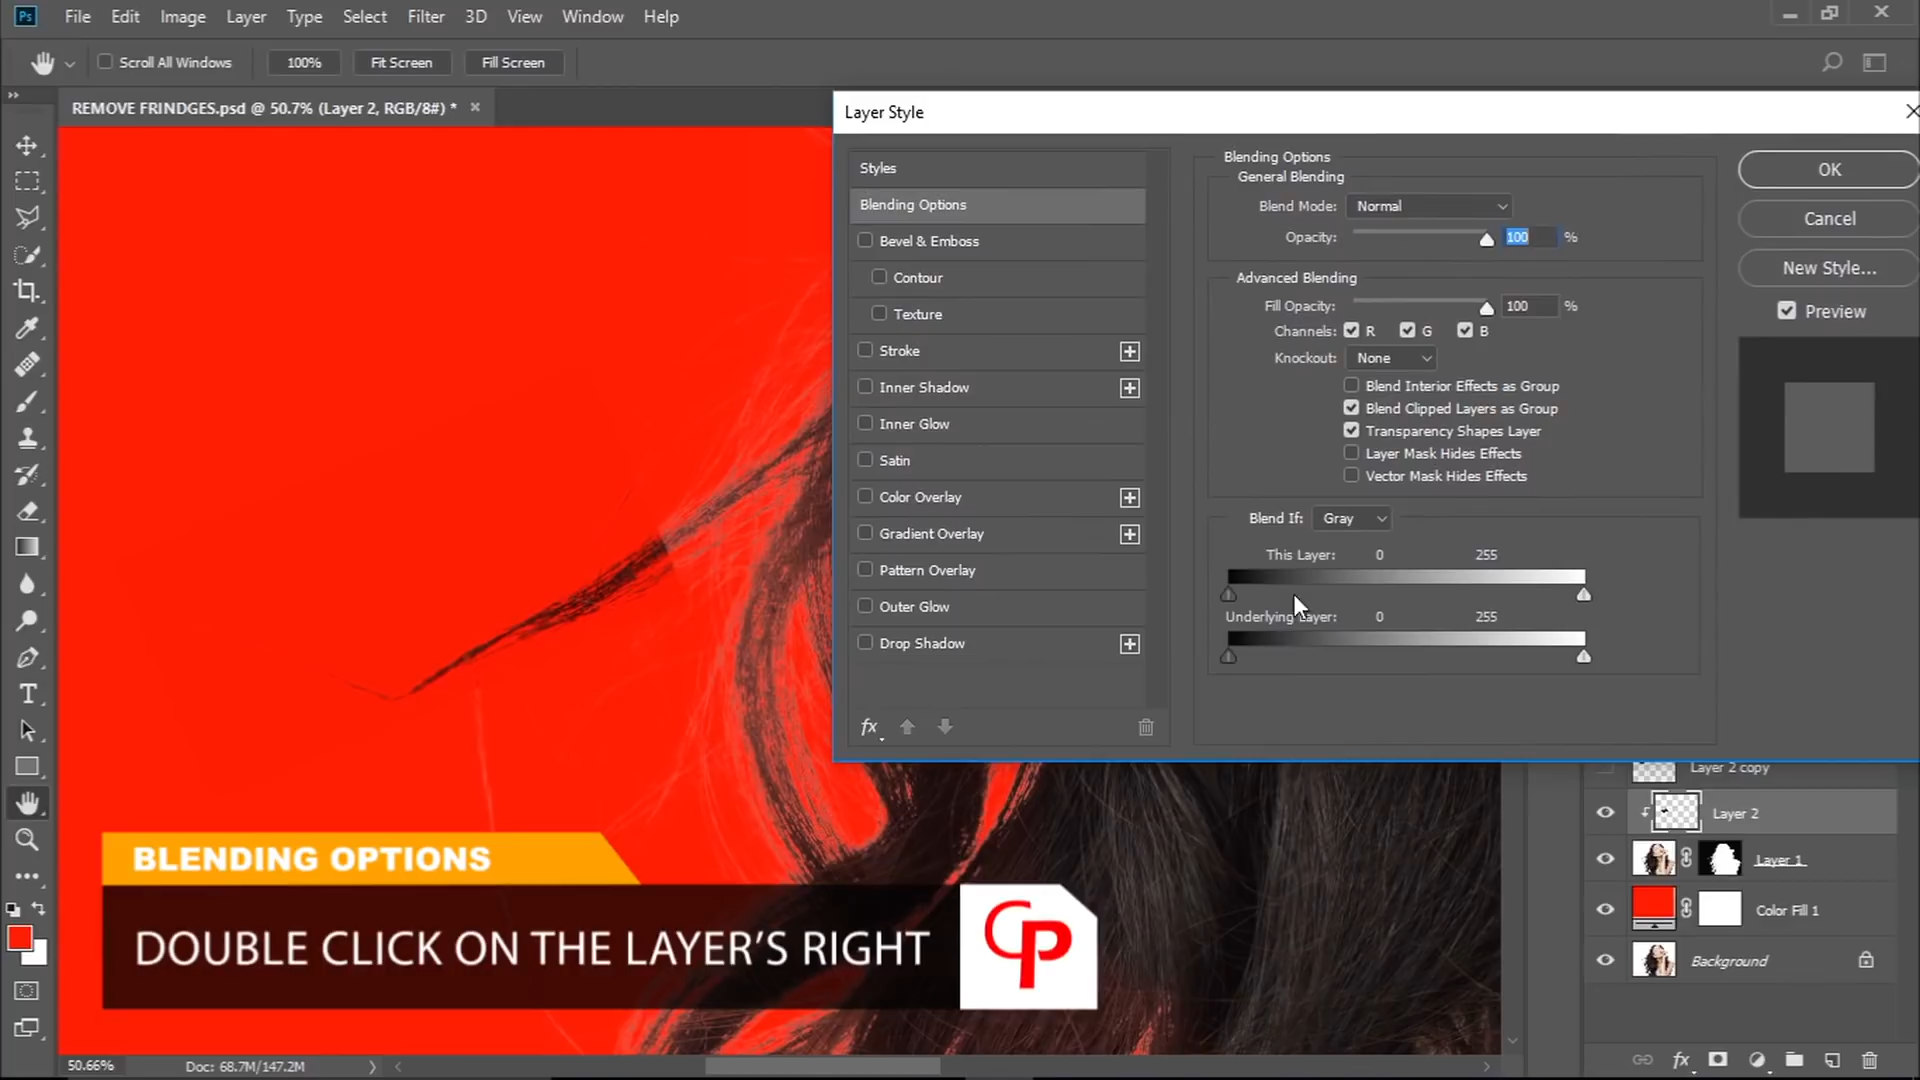 Ps File Edit Image Layer Type Select Filter 3D View Window Help
Scroll All Windows 100% Fit Screen Fill Screen
REMOVE FRINDGES.psd @ 50.7% (Layer 2, RGB/8#) *
Layer Style
Styles
Blending Options
Bevel & Emboss
Contour
Texture
Stroke
Inner Shadow
Inner Glow
Satin
Color Overlay
Gradient Overlay
Pattern Overlay
Outer Glow
Drop Shadow
fx
Blending Options
General Blending
Blend Mode: Normal
Opacity: 100 %
Advanced Blending
Fill Opacity: 100 %
Channels: R G B
Knockout: None
Blend Interior Effects as Group
Blend Clipped Layers as Group
Transparency Shapes Layer
Layer Mask Hides Effects
Vector Mask Hides Effects
Blend If: Gray
This Layer: 0 255
Underlying Layer: 0 255
OK
Cancel
New Style...
Preview
Layer 2 copy
Layer 2
Layer 1
Color Fill 1
Background
fx
BLENDING OPTIONS
DOUBLE CLICK ON THE LAYER'S RIGHT
CP
50.66% Doc: 68.7M/147.2M